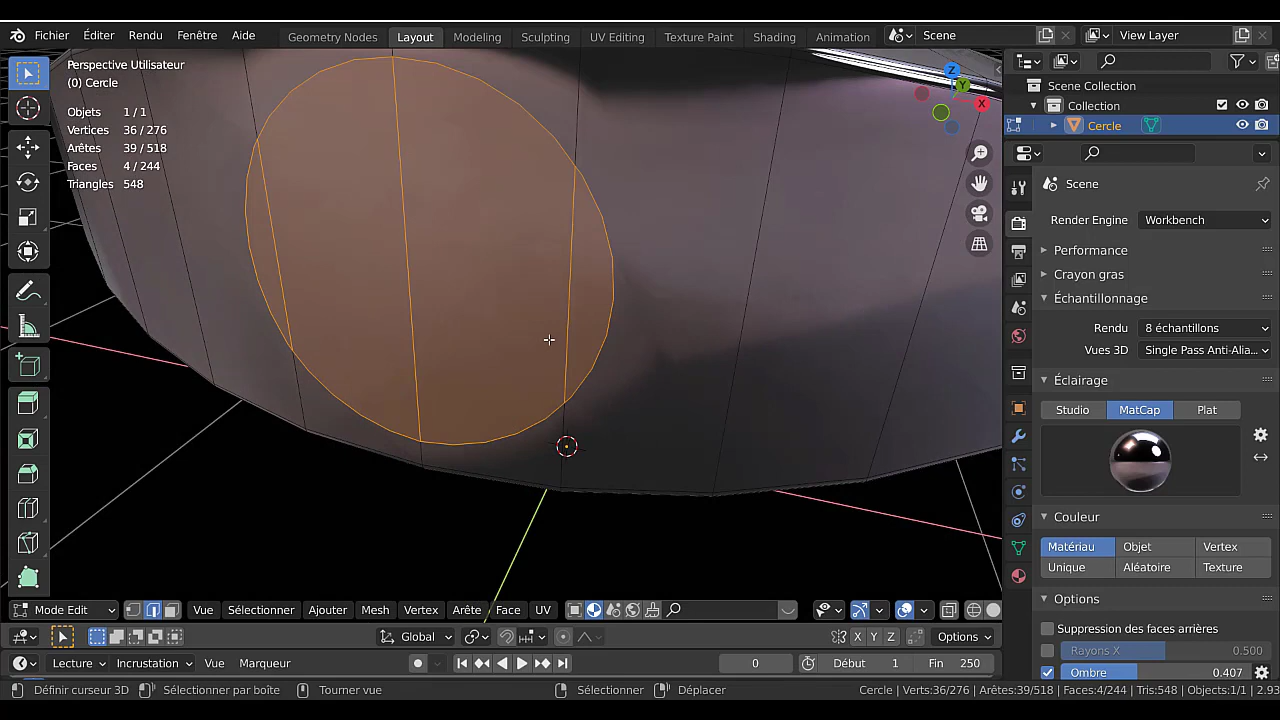 Fichier Éditer Rendu Fenêtre Aide Geometry Nodes Layout Modeling Sculpting UV Editing Texture Paint Shading Animation Scene View Layer
Perspective Utilisateur
(0) Cercle
Objets 1 / 1
Vertices 36 / 276
Arêtes 39 / 518
Faces 4 / 244
Triangles 548
Z
Y
X
Scene Collection
Collection
Cercle
Scene
Render Engine Workbench
Performance
Crayon gras
Échantillonnage
Rendu 8 échantillons
Vues 3D Single Pass Anti-Alia...
Éclairage
Studio MatCap Plat
Couleur
Matériau Objet Vertex
Unique Aléatoire Texture
Options
Suppression des faces arrières
Rayons X 0.500
Ombre 0.407
Mode Edit Vue Sélectionner Ajouter Mesh Vertex Arête Face UV
Global X Y Z Options
Lecture Incrustation Vue Marqueur 0 Début 1 Fin 250
Définir curseur 3D Sélectionner par boîte Tourner vue Sélectionner Déplacer Cercle | Verts:36/276 | Arêtes:39/518 | Faces:4/244 | Tris:548 | Objets:1/1 | 2.93